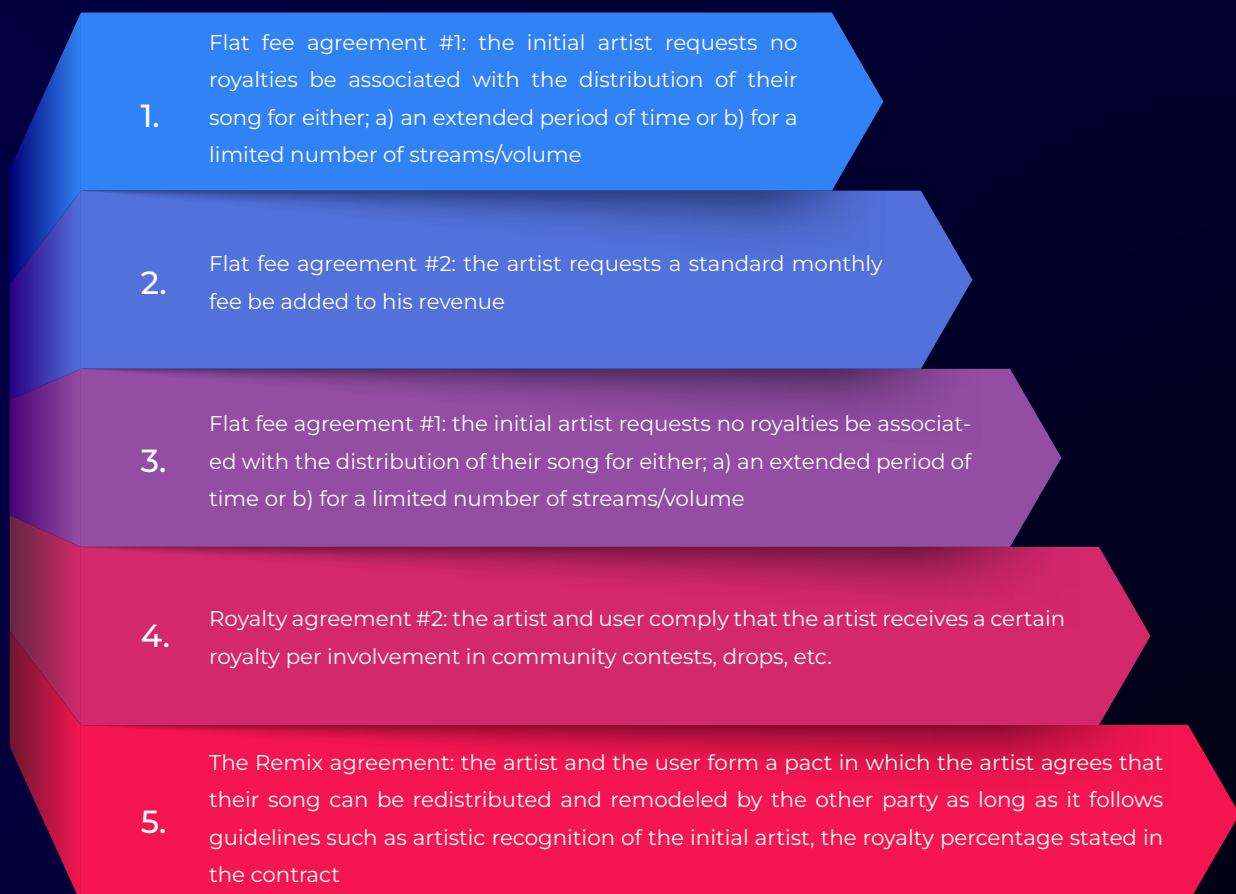 1.
Flat fee agreement #1: the initial artist requests no
royalties be associated with the distribution of their
song for either; a) an extended period of time or b) for a
limited number of streams/volume
2.
Flat fee agreement #2: the artist requests a standard monthly
fee be added to his revenue
3.
Flat fee agreement #1: the initial artist requests no royalties be associat-
ed with the distribution of their song for either; a) an extended period of
time or b) for a limited number of streams/volume
4.
Royalty agreement #2: the artist and user comply that the artist receives a certain
royalty per involvement in community contests, drops, etc.
5.
The Remix agreement: the artist and the user form a pact in which the artist agrees that
their song can be redistributed and remodeled by the other party as long as it follows
guidelines such as artistic recognition of the initial artist, the royalty percentage stated in
the contract